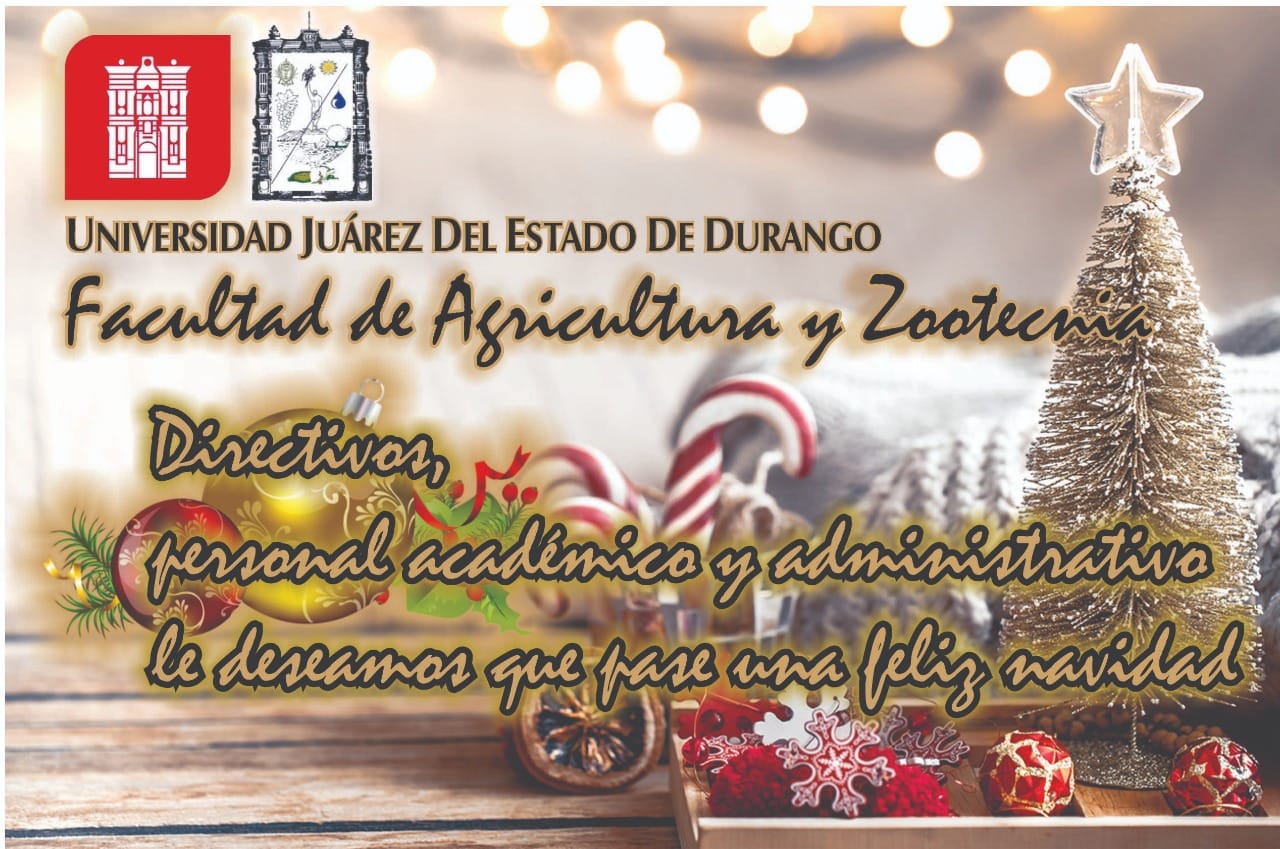 UNIVERSIDAD JUÁREZ DEL ESTADO DE DURANGO
Facultad de Agricultura y Zootecnia
Directivos,
personal académico y administrativo
le deseamos que pase una feliz navidad